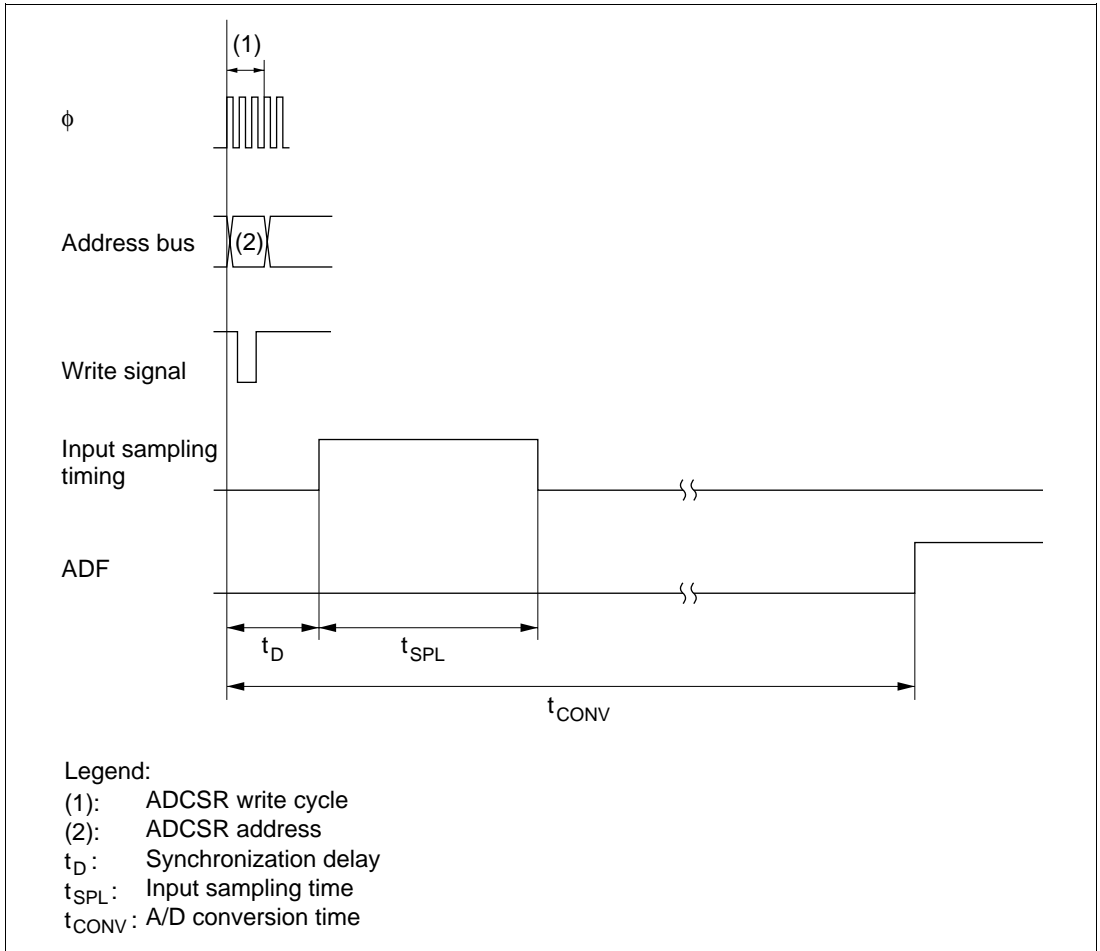 (1)
ϕ
Address bus
(2)
Write signal
Input sampling
timing
ADF
tD
tSPL
tCONV
Legend:
(1): ADCSR write cycle
(2): ADCSR address
tD : Synchronization delay
tSPL : Input sampling time
tCONV : A/D conversion time